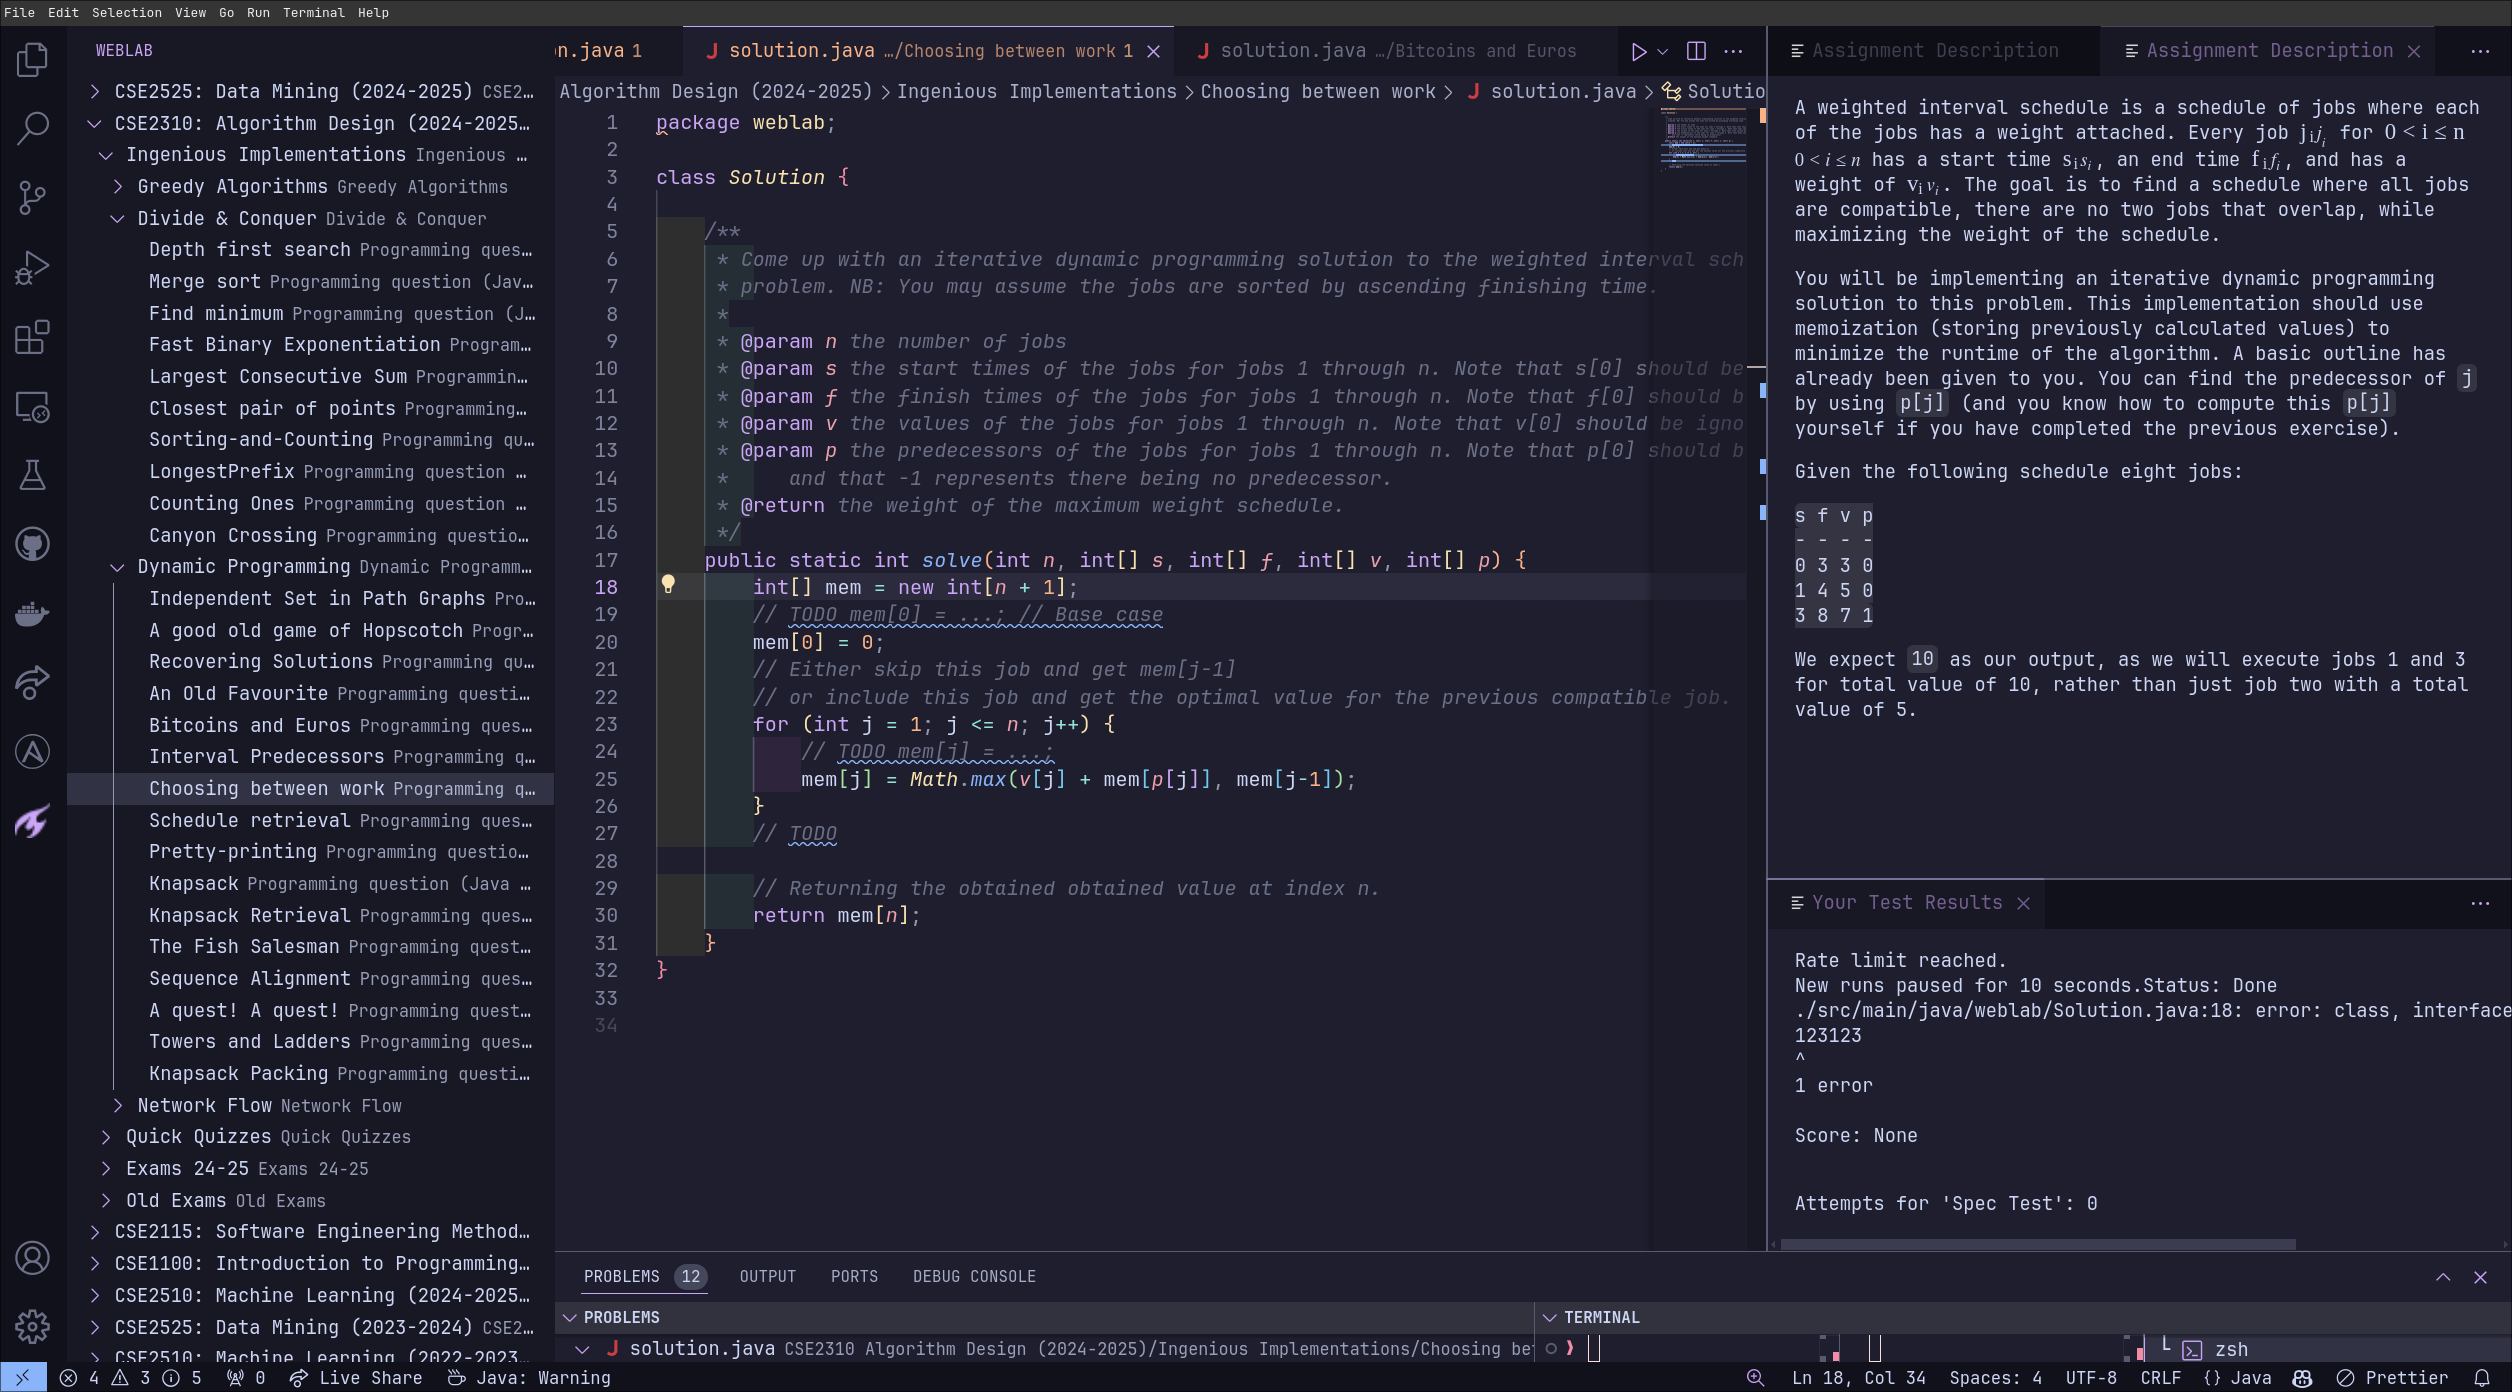 File Edit Selection View Go Run Terminal Help
WEBLAB
CSE2525: Data Mining (2024-2025) CSE2…
CSE2310: Algorithm Design (2024-2025…
Ingenious Implementations Ingenious …
Greedy Algorithms Greedy Algorithms
Divide & Conquer Divide & Conquer
Depth first search Programming ques…
Merge sort Programming question (Jav…
Find minimum Programming question (J…
Fast Binary Exponentiation Program…
Largest Consecutive Sum Programmin…
Closest pair of points Programming…
Sorting-and-Counting Programming qu…
LongestPrefix Programming question …
Counting Ones Programming question …
Canyon Crossing Programming questio…
Dynamic Programming Dynamic Programm…
Independent Set in Path Graphs Pro…
A good old game of Hopscotch Progr…
Recovering Solutions Programming qu…
An Old Favourite Programming questi…
Bitcoins and Euros Programming ques…
Interval Predecessors Programming q…
Choosing between work Programming q…
Schedule retrieval Programming ques…
Pretty-printing Programming questio…
Knapsack Programming question (Java …
Knapsack Retrieval Programming ques…
The Fish Salesman Programming quest…
Sequence Alignment Programming ques…
A quest! A quest! Programming quest…
Towers and Ladders Programming ques…
Knapsack Packing Programming questi…
Network Flow Network Flow
Quick Quizzes Quick Quizzes
Exams 24-25 Exams 24-25
Old Exams Old Exams
CSE2115: Software Engineering Method…
CSE1100: Introduction to Programming…
CSE2510: Machine Learning (2024-2025…
CSE2525: Data Mining (2023-2024) CSE2…
CSE2510: Machine Learning (2022-2023…
n.java 1
solution.java …/Choosing between work 1
solution.java …/Bitcoins and Euros
Algorithm Design (2024-2025) > Ingenious Implementations > Choosing between work > solution.java > Solutio
1 package weblab;
2
3 class Solution {
4
5 /**
6 * Come up with an iterative dynamic programming solution to the weighted interval sch
7 * problem. NB: You may assume the jobs are sorted by ascending finishing time.
8 *
9 * @param n the number of jobs
10 * @param s the start times of the jobs for jobs 1 through n. Note that s[0] should be
11 * @param f the finish times of the jobs for jobs 1 through n. Note that f[0] should b
12 * @param v the values of the jobs for jobs 1 through n. Note that v[0] should be igno
13 * @param p the predecessors of the jobs for jobs 1 through n. Note that p[0] should b
14 * and that -1 represents there being no predecessor.
15 * @return the weight of the maximum weight schedule.
16 */
17 public static int solve(int n, int[] s, int[] f, int[] v, int[] p) {
18 int[] mem = new int[n + 1];
19 // TODO mem[0] = ...; // Base case
20 mem[0] = 0;
21 // Either skip this job and get mem[j-1]
22 // or include this job and get the optimal value for the previous compatible job.
23 for (int j = 1; j <= n; j++) {
24 // TODO mem[j] = ...;
25 mem[j] = Math.max(v[j] + mem[p[j]], mem[j-1]);
26 }
27 // TODO
28
29 // Returning the obtained obtained value at index n.
30 return mem[n];
31 }
32 }
33
34
Assignment Description
Assignment Description
A weighted interval schedule is a schedule of jobs where each
of the jobs has a weight attached. Every job j i j i for 0 < i ≤ n
0 < i ≤ n has a start time s i s i , an end time f i f i , and has a
weight of v i v i . The goal is to find a schedule where all jobs
are compatible, there are no two jobs that overlap, while
maximizing the weight of the schedule.
You will be implementing an iterative dynamic programming
solution to this problem. This implementation should use
memoization (storing previously calculated values) to
minimize the runtime of the algorithm. A basic outline has
already been given to you. You can find the predecessor of j
by using p[j] (and you know how to compute this p[j]
yourself if you have completed the previous exercise).
Given the following schedule eight jobs:
s f v p
- - - -
0 3 3 0
1 4 5 0
3 8 7 1
We expect 10 as our output, as we will execute jobs 1 and 3
for total value of 10, rather than just job two with a total
value of 5.
Your Test Results
Rate limit reached.
New runs paused for 10 seconds.Status: Done
./src/main/java/weblab/Solution.java:18: error: class, interface
123123
^
1 error
Score: None
Attempts for 'Spec Test': 0
PROBLEMS 12 OUTPUT PORTS DEBUG CONSOLE
PROBLEMS
TERMINAL
solution.java CSE2310 Algorithm Design (2024-2025)/Ingenious Implementations/Choosing bet
zsh
4 3 5 0 Live Share Java: Warning
Ln 18, Col 34 Spaces: 4 UTF-8 CRLF {} Java Prettier